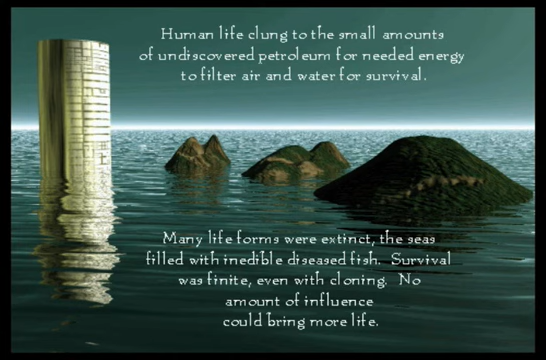 Human life clung to the small amounts
of undiscovered petroleum for needed energy
to filter air and water for survival.
Many life forms were extinct, the seas
filled with inedible diseased fish.  Survival
was finite, even with cloning.  No
amount of influence
could bring more life.